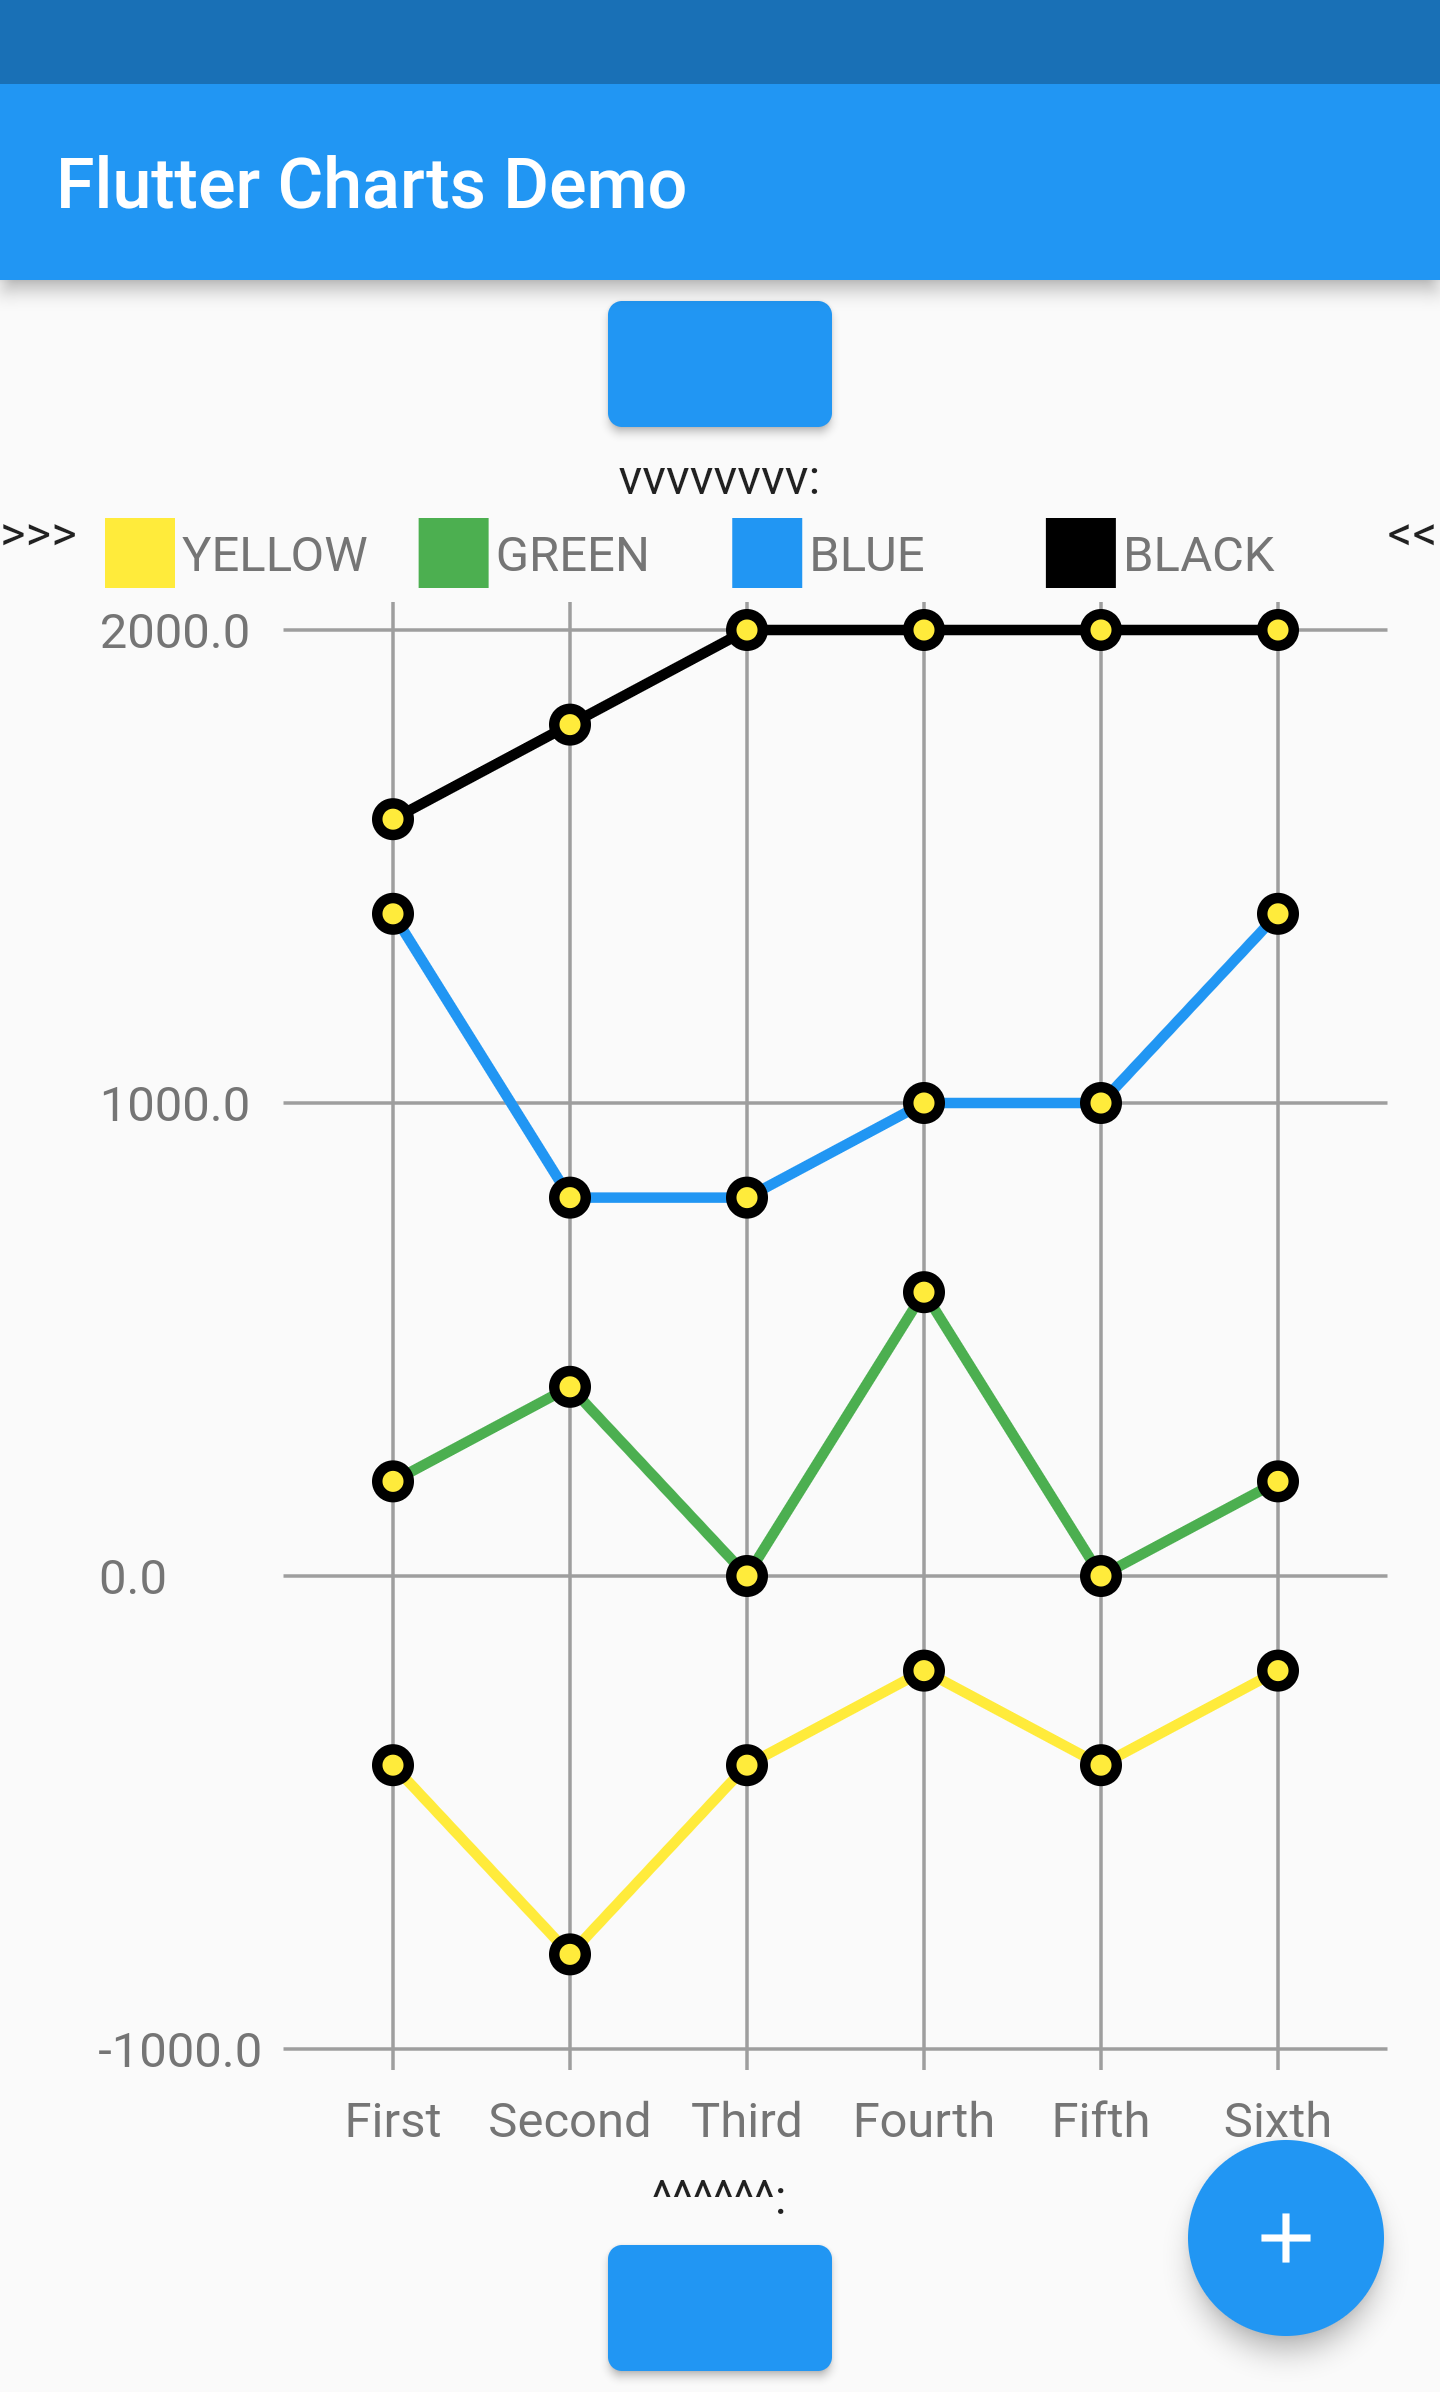 Flutter Charts Demo
vvvvvvvv:
>>> YELLOW GREEN BLUE BLACK <<
2000.0
1000.0
0.0
-1000.0
First Second Third Fourth Fifth Sixth
^^^^^^:
+